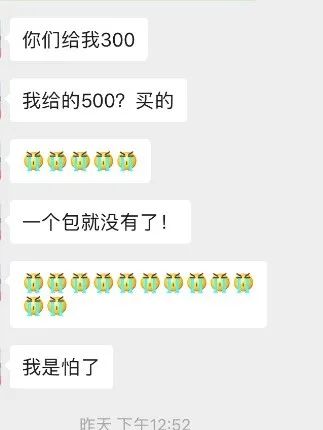 你们给我300
我给的500？买的
一个包就没有了！
我是怕了
昨天 下午12:52